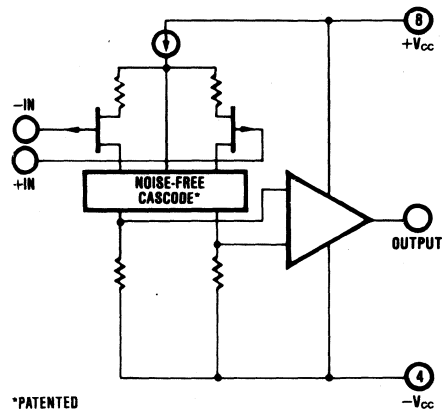 8
+Vcc
-IN
+IN
NOISE-FREE
CASCODE*
OUTPUT
4
-Vcc
*PATENTED